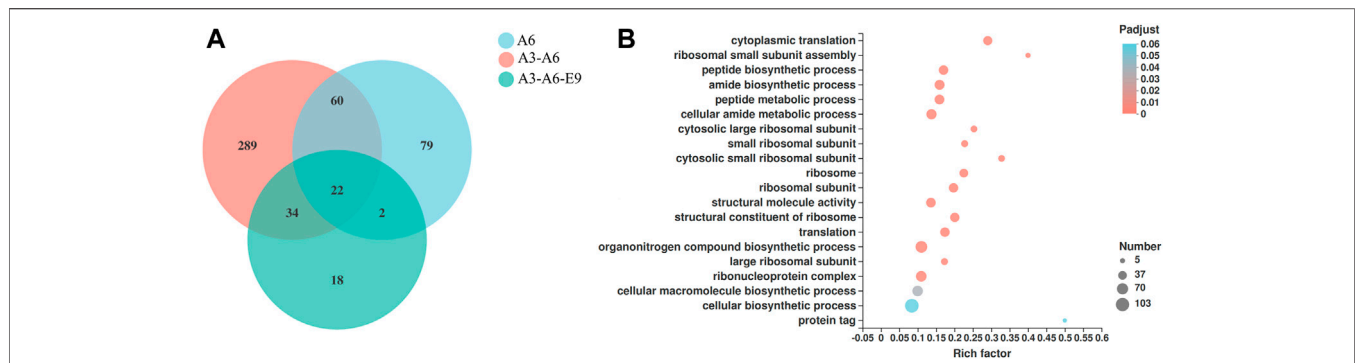 A
A6
A3-A6
A3-A6-E9
60
289
79
22
34
2
18
B
cytoplasmic translation
ribosomal small subunit assembly
peptide biosynthetic process
amide biosynthetic process
peptide metabolic process
cellular amide metabolic process
cytosolic large ribosomal subunit
small ribosomal subunit
cytosolic small ribosomal subunit
ribosome
ribosomal subunit
structural molecule activity
structural constituent of ribosome
translation
organonitrogen compound biosynthetic process
large ribosomal subunit
ribonucleoprotein complex
cellular macromolecule biosynthetic process
cellular biosynthetic process
protein tag
-0.05 0 0.05 0.1 0.15 0.2 0.25 0.3 0.35 0.4 0.45 0.5 0.55 0.6
Rich factor
Padjust
0.06
0.05
0.04
0.03
0.02
0.01
0
Number
5
37
70
103